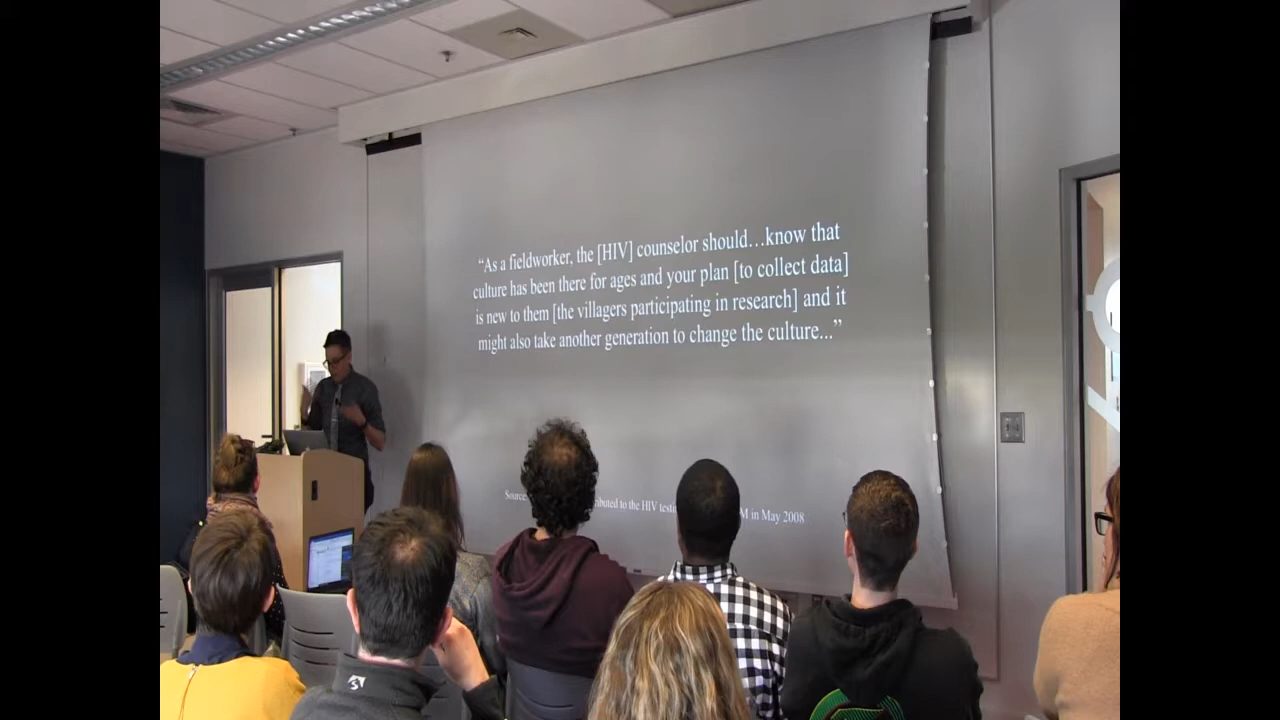 “As a fieldworker, the [HIV] counselor should…know that
culture has been there for ages and your plan [to collect data]
is new to them [the villagers participating in research] and it
might also take another generation to change the culture...”
Source to the HIV in May 2008